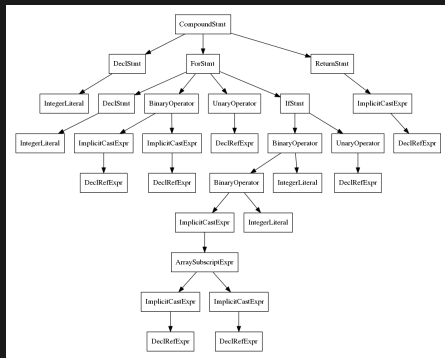 CompoundStmt
DeclStmt
ForStmt
ReturnStmt
IntegerLiteral
DeclStmt
BinaryOperator
UnaryOperator
IfStmt
ImplicitCastExpr
IntegerLiteral
ImplicitCastExpr
ImplicitCastExpr
DeclRefExpr
BinaryOperator
UnaryOperator
DeclRefExpr
DeclRefExpr
DeclRefExpr
BinaryOperator
IntegerLiteral
DeclRefExpr
ImplicitCastExpr
IntegerLiteral
ArraySubscriptExpr
ImplicitCastExpr
ImplicitCastExpr
DeclRefExpr
DeclRefExpr